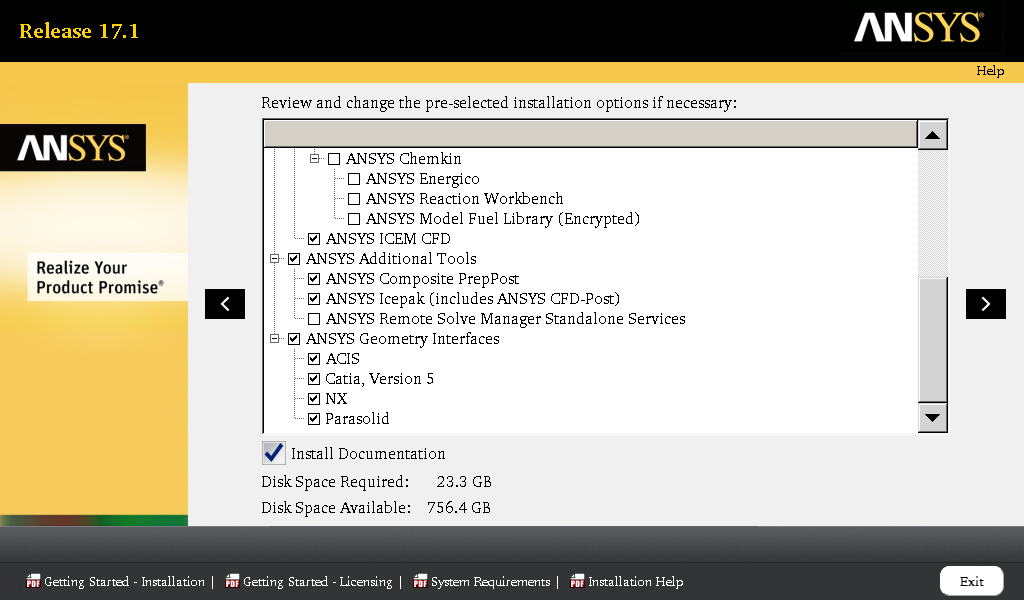 Release 17.1
ANSYS®
Help
ANSYS®
Realize Your
Product Promise®
Review and change the pre-selected installation options if necessary:
ANSYS Chemkin
ANSYS Energico
ANSYS Reaction Workbench
ANSYS Model Fuel Library (Encrypted)
ANSYS ICEM CFD
ANSYS Additional Tools
ANSYS Composite PrepPost
ANSYS Icepak (includes ANSYS CFD-Post)
ANSYS Remote Solve Manager Standalone Services
ANSYS Geometry Interfaces
ACIS
Catia, Version 5
NX
Parasolid
Install Documentation
Disk Space Required: 23.3 GB
Disk Space Available: 756.4 GB
PDF Getting Started - Installation | PDF Getting Started - Licensing | PDF System Requirements | PDF Installation Help
Exit